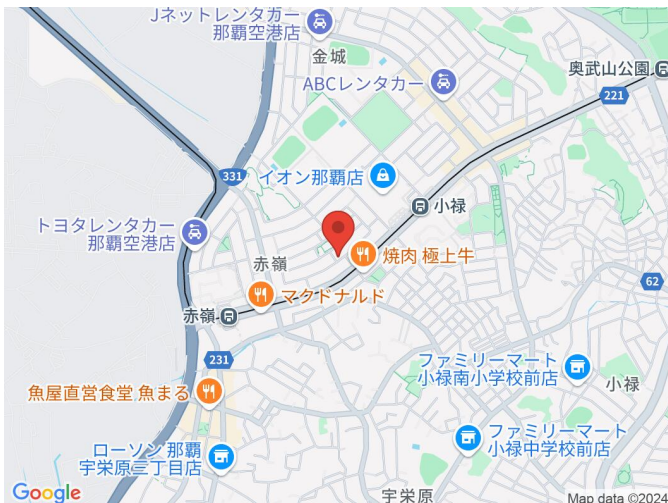 Jネットレンタカー
那覇空港店
金城
ABCレンタカー
奥武山公園
221
331
イオン那覇店
小禄
トヨタレンタカー
那覇空港店
赤嶺
焼肉 極上牛
マクドナルド
62
赤嶺
231
ファミリーマート
小禄南小学校前店
小禄
魚屋直営食堂 魚まる
ローソン 那覇
宇栄原三丁目店
ファミリーマート
小禄中学校前店
宇栄原
Google
Map data ©2024